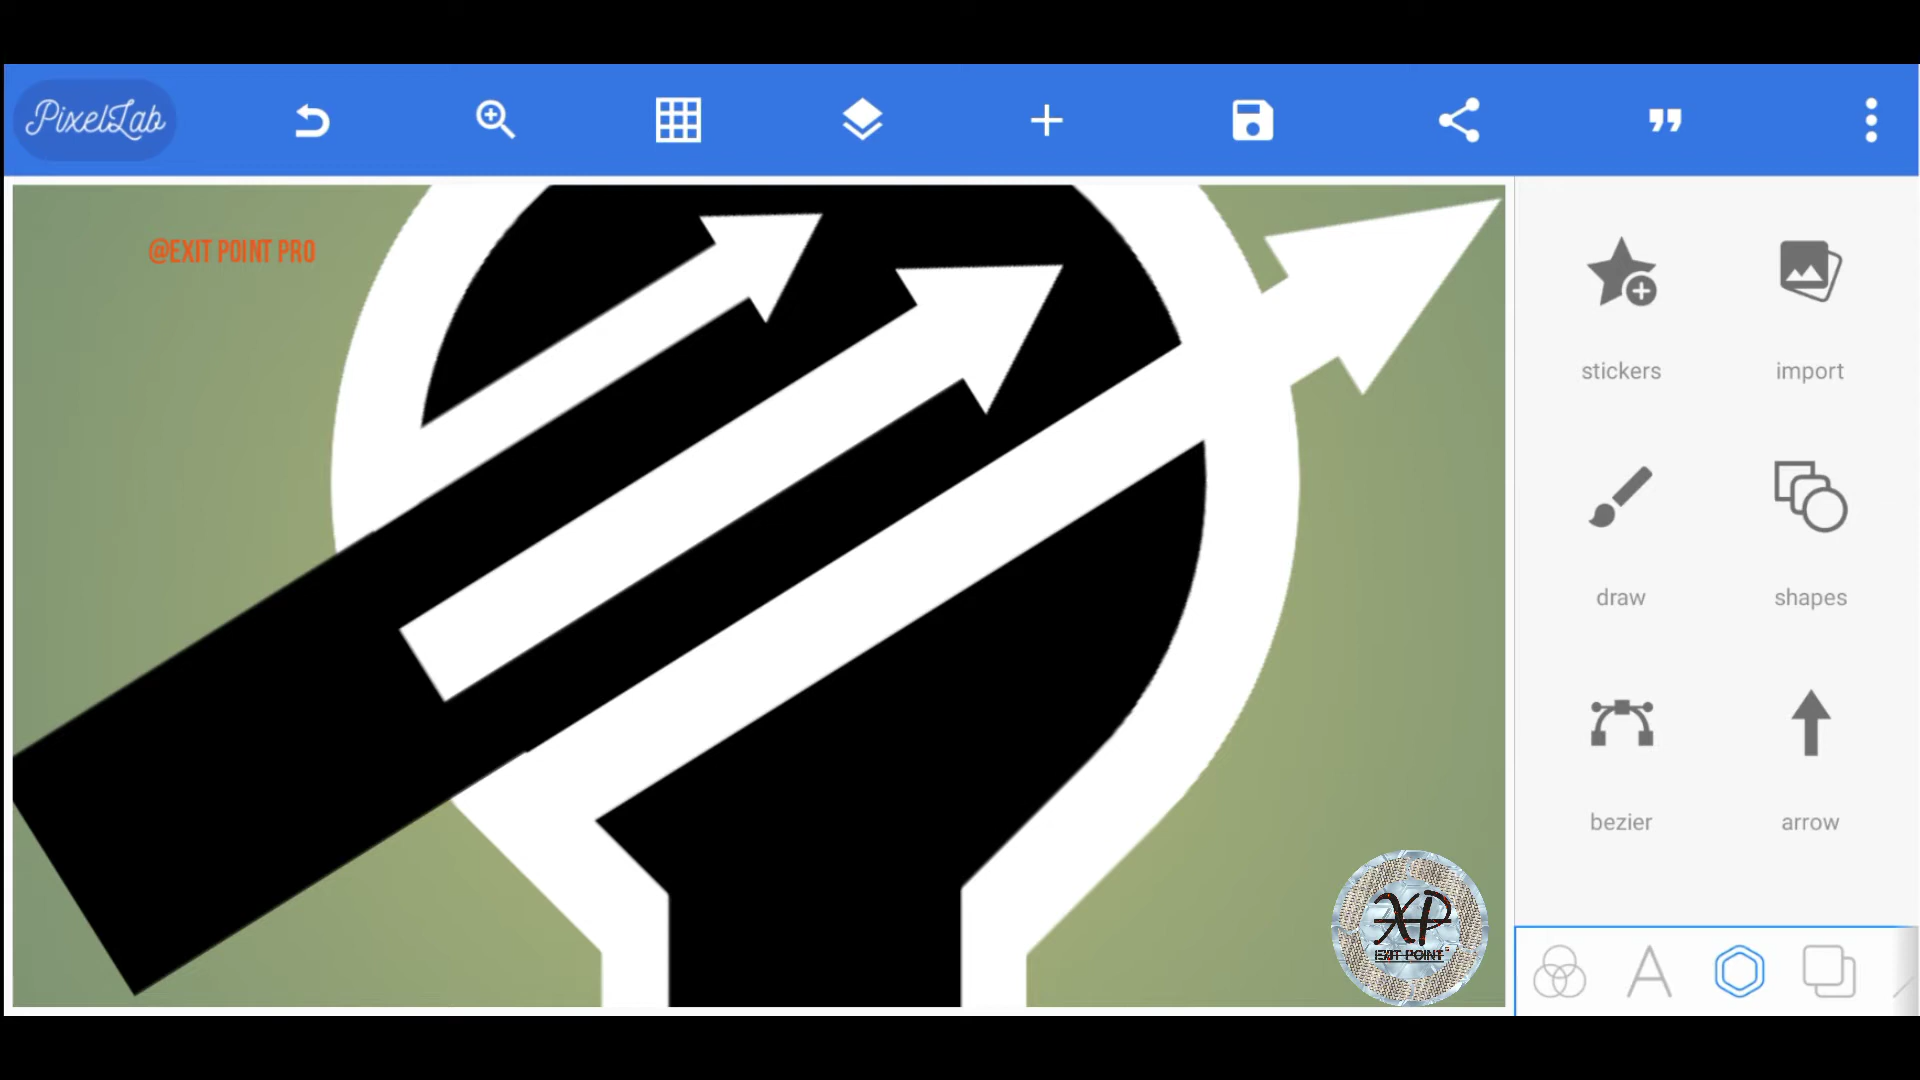 PixelLab
@EXIT POINT PRO
stickers
import
draw
shapes
bezier
arrow
XP
EXIT POINT